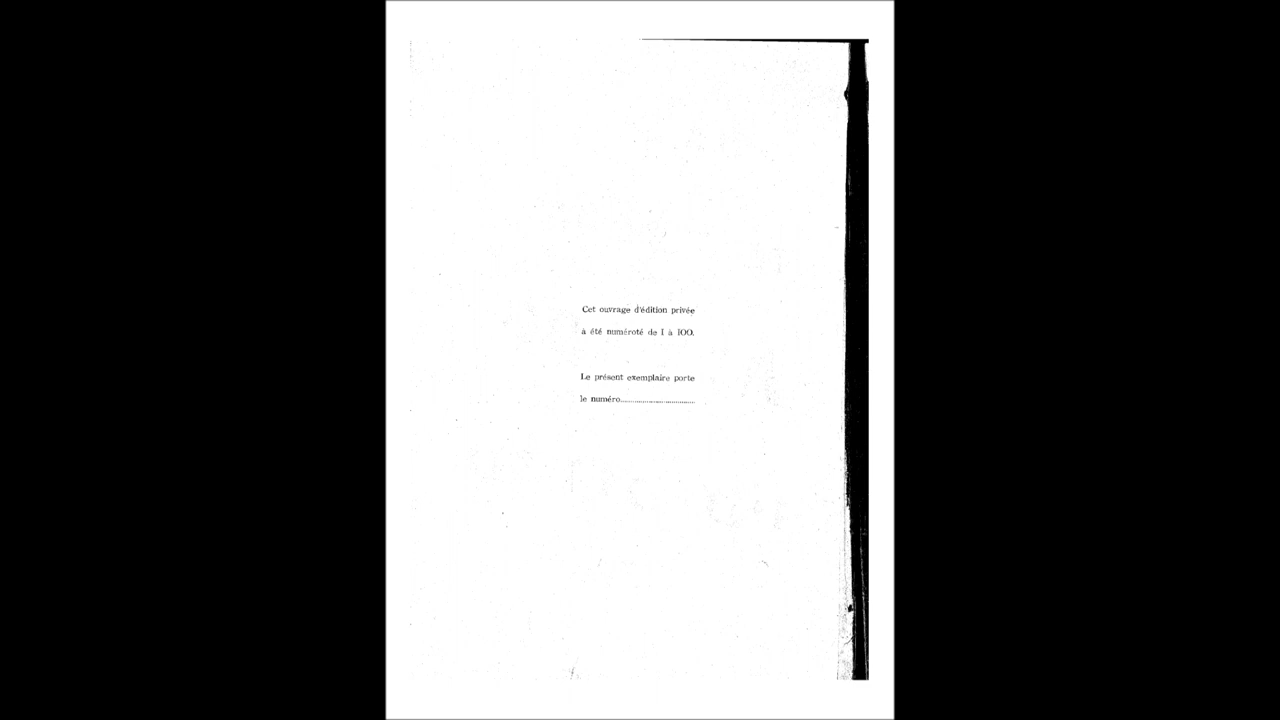 Cet ouvrage d'édition privée
à été numéroté de I à IOO.
Le présent exemplaire porte
le numéro....................................